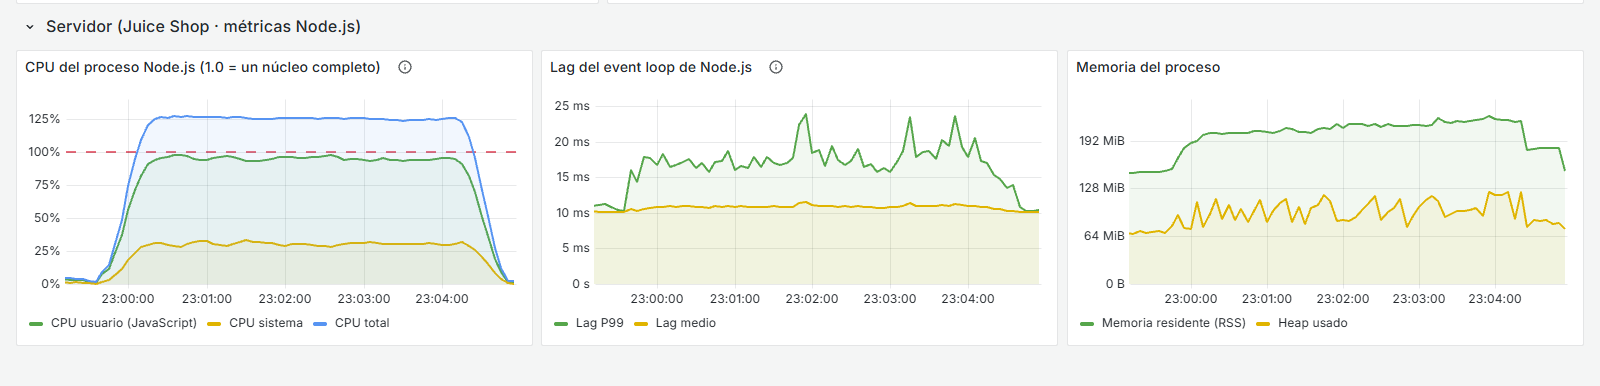 Servidor (Juice Shop · métricas Node.js)
CPU del proceso Node.js (1.0 = un núcleo completo)
125%
100%
75%
50%
25%
0%
23:00:00 23:01:00 23:02:00 23:03:00 23:04:00
CPU usuario (JavaScript) CPU sistema CPU total
Lag del event loop de Node.js
25 ms
20 ms
15 ms
10 ms
5 ms
0 s
23:00:00 23:01:00 23:02:00 23:03:00 23:04:00
Lag P99 Lag medio
Memoria del proceso
192 MiB
128 MiB
64 MiB
0 B
23:00:00 23:01:00 23:02:00 23:03:00 23:04:00
Memoria residente (RSS) Heap usado